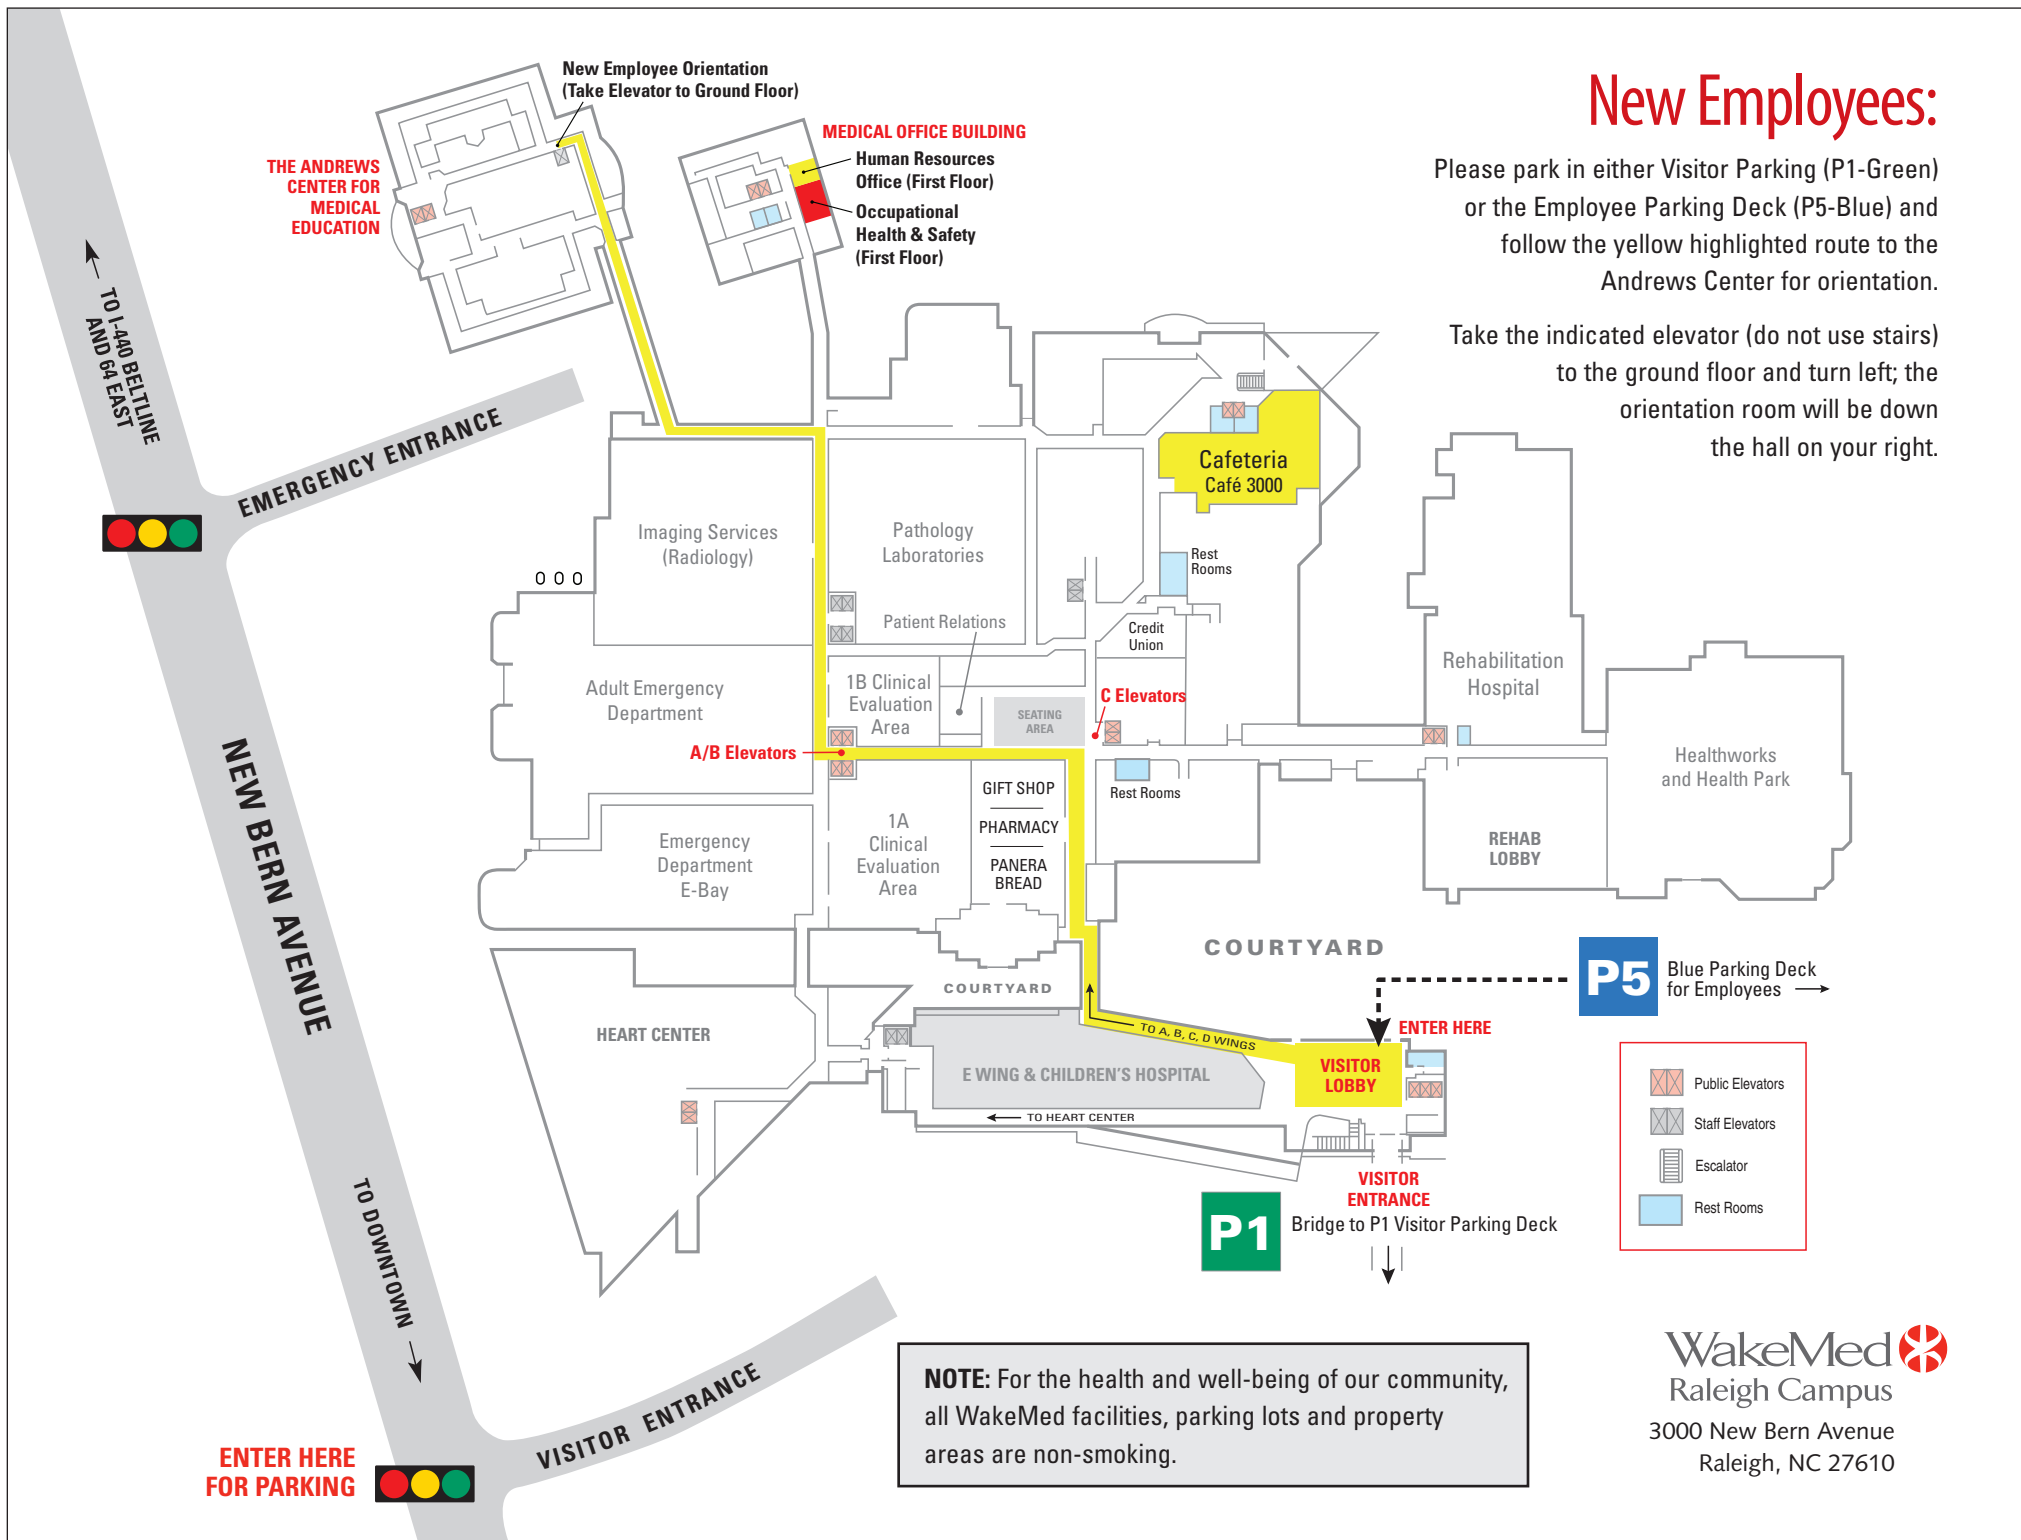 New Employees:
Please park in either Visitor Parking (P1-Green)
or the Employee Parking Deck (P5-Blue) and
follow the yellow highlighted route to the
Andrews Center for orientation.
Take the indicated elevator (do not use stairs)
to the ground floor and turn left; the
orientation room will be down
the hall on your right.
New Employee Orientation
(Take Elevator to Ground Floor)
THE ANDREWS
CENTER FOR
MEDICAL
EDUCATION
MEDICAL OFFICE BUILDING
Human Resources
Office (First Floor)
Occupational
Health & Safety
(First Floor)
TO I-440 BELTLINE
AND 64 EAST
EMERGENCY ENTRANCE
Cafeteria
Café 3000
Imaging Services
(Radiology)
Pathology
Laboratories
Rest
Rooms
Patient Relations
Credit
Union
Adult Emergency
Department
1B Clinical
Evaluation
Area
SEATING
AREA
C Elevators
Rehabilitation
Hospital
A/B Elevators
Healthworks
and Health Park
GIFT SHOP
PHARMACY
PANERA
BREAD
Rest Rooms
NEW BERN AVENUE
Emergency
Department
E-Bay
1A
Clinical
Evaluation
Area
REHAB
LOBBY
COURTYARD
COURTYARD
P5
Blue Parking Deck
for Employees
HEART CENTER
TO A, B, C, D WINGS
ENTER HERE
E WING & CHILDREN'S HOSPITAL
VISITOR
LOBBY
TO HEART CENTER
Public Elevators
Staff Elevators
Escalator
Rest Rooms
VISITOR
ENTRANCE
P1
Bridge to P1 Visitor Parking Deck
TO DOWNTOWN
VISITOR ENTRANCE
ENTER HERE
FOR PARKING
NOTE: For the health and well-being of our community,
all WakeMed facilities, parking lots and property
areas are non-smoking.
WakeMed
Raleigh Campus
3000 New Bern Avenue
Raleigh, NC 27610